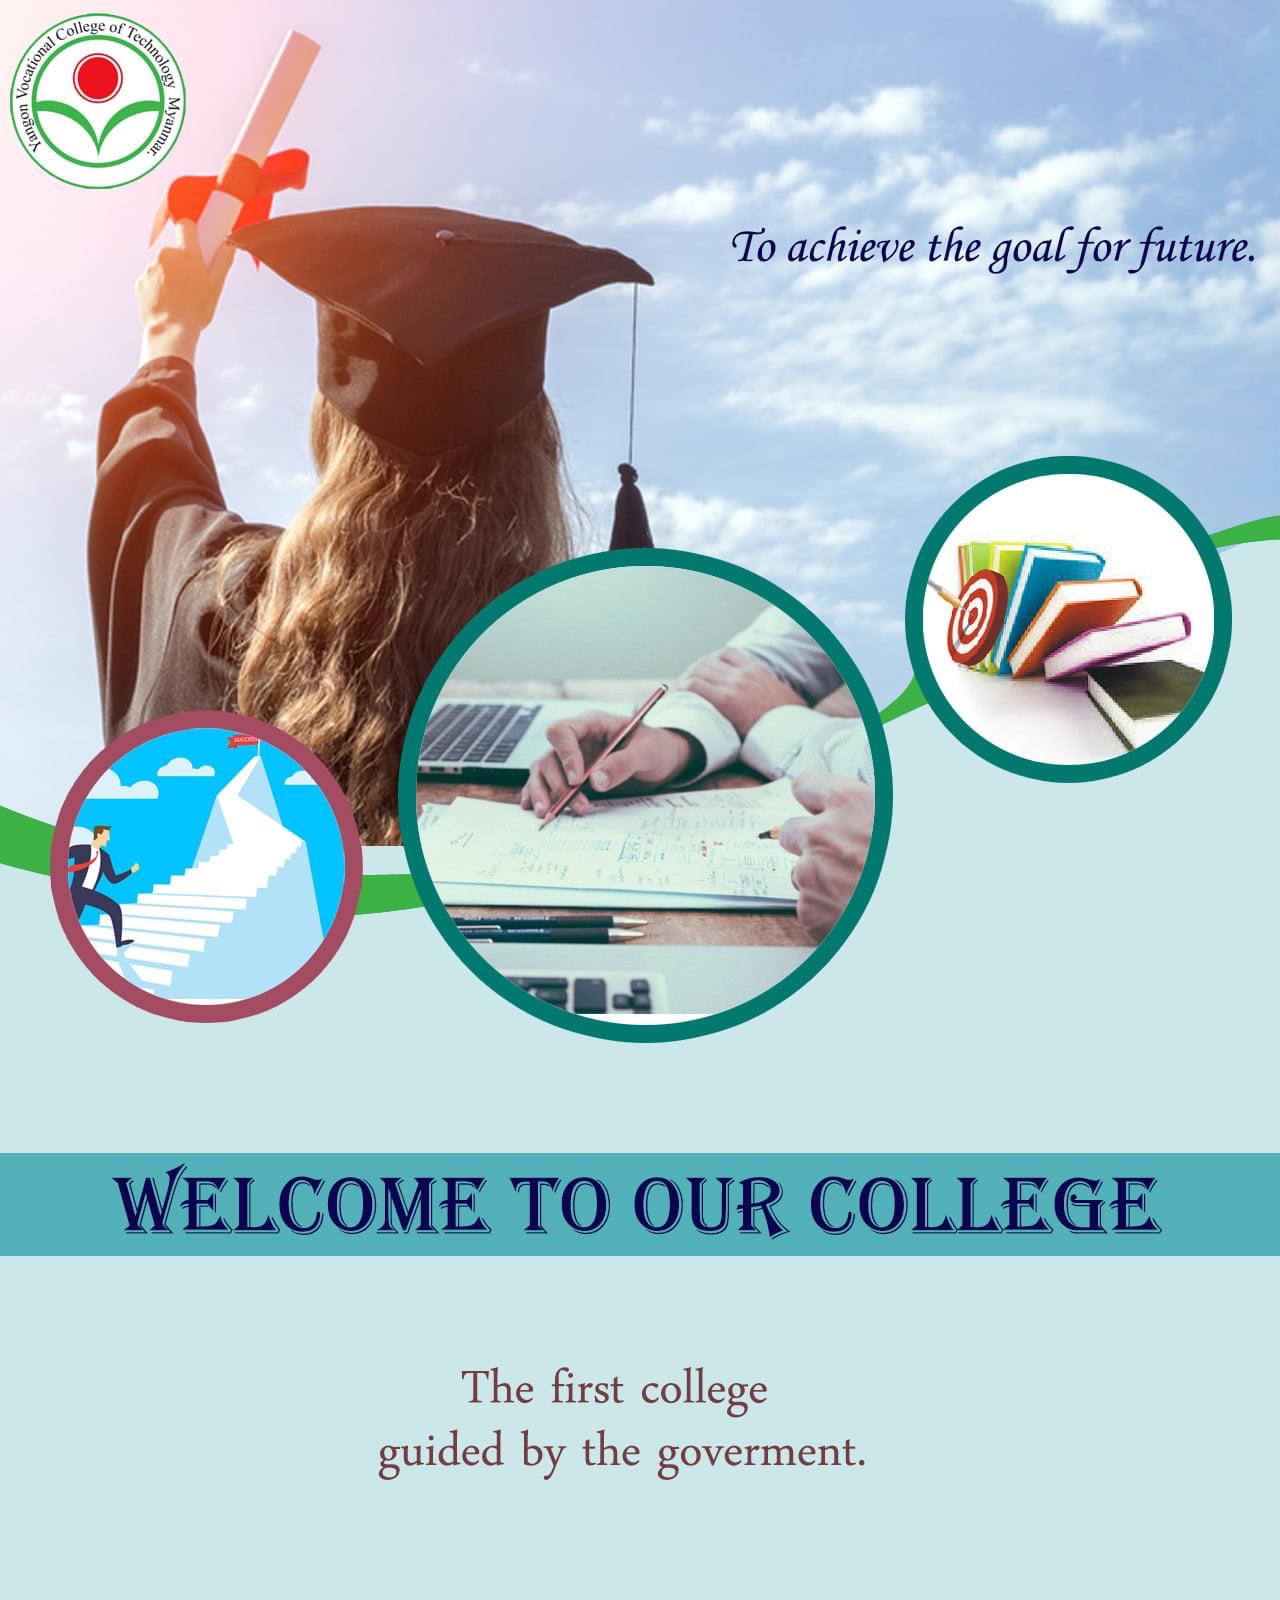 Yangon Vocational College of Technology Myanmar.
To achieve the goal for future.
success
WELCOME TO OUR COLLEGE
The first college
guided by the goverment.